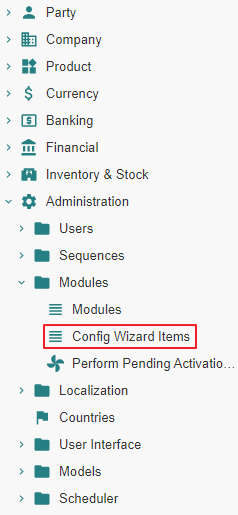 Party
Company
Product
Currency
Banking
Financial
Inventory & Stock
Administration
Users
Sequences
Modules
Modules
Config Wizard Items
Perform Pending Activatio...
Localization
Countries
User Interface
Models
Scheduler